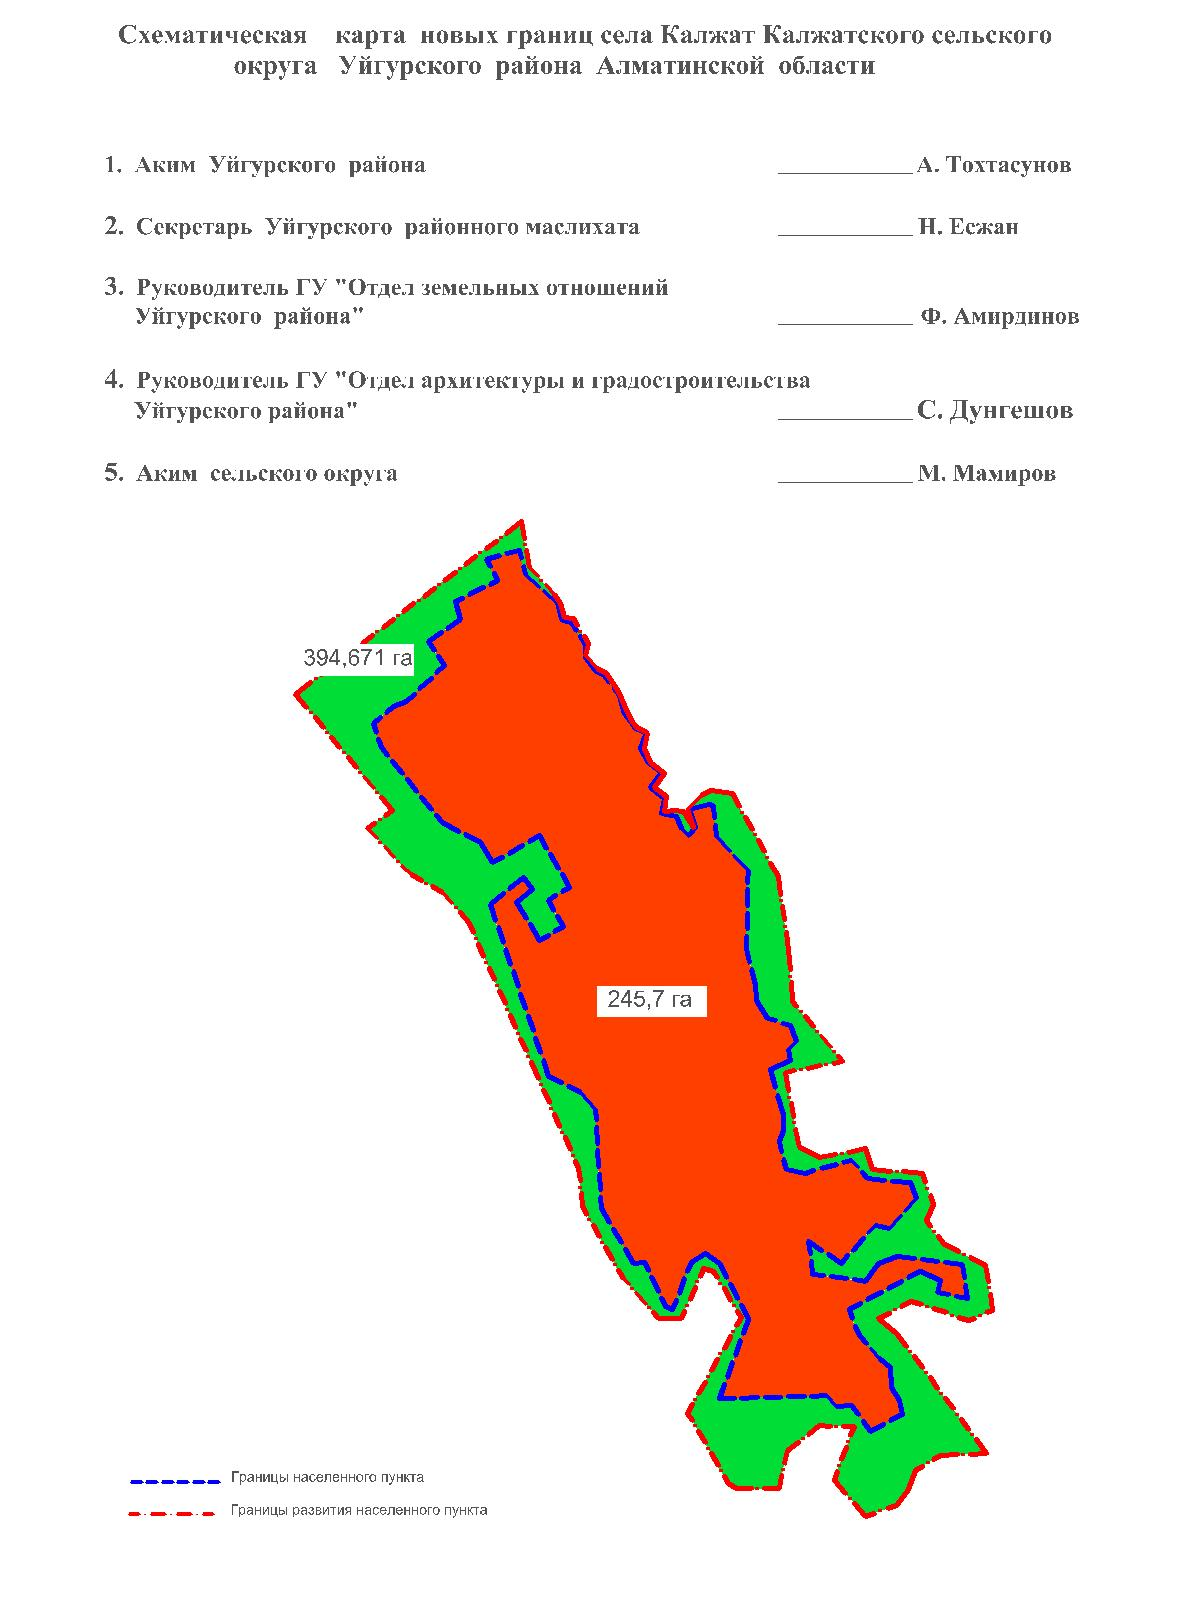 Схематическая карта новых границ села Калжат Калжатского сельского
округа Уйгурского района Алматинской области
1. Аким Уйгурского района ___________ А. Тохтасунов
2. Секретарь Уйгурского районного маслихата ___________ Н. Есжан
3. Руководитель ГУ "Отдел земельных отношений
Уйгурского района" ___________ Ф. Амирдинов
4. Руководитель ГУ "Отдел архитектуры и градостроительства
Уйгурского района" ___________ С. Дунгешов
5. Аким сельского округа ___________ М. Мамиров
394,671 га
245,7 га
Границы населенного пункта
Границы развития населенного пункта